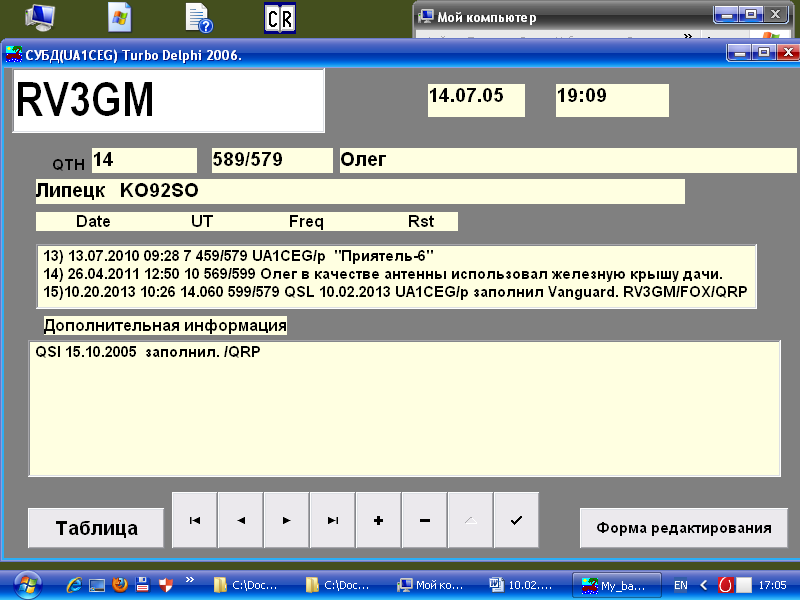 CR
Мой компьютер
СУБД(UA1CEG) Turbo Delphi 2006.
RV3GM
14.07.05
19:09
QTH 14
589/579
Олег
Липецк KO92SO
Date UT Freq Rst
13) 13.07.2010 09:28 7 459/579 UA1CEG/p "Приятель-6"
14) 26.04.2011 12:50 10 569/599 Олег в качестве антенны использовал железную крышу дачи.
15)10.20.2013 10:26 14.060 599/579 QSL 10.02.2013 UA1CEG/p заполнил Vanguard. RV3GM/FOX/QRP
Дополнительная информация
QSl 15.10.2005 заполнил. /QRP
Таблица
Форма редактирования
C:\Doc...
C:\Doc...
Мой ко...
10.02....
My_ba...
EN
17:05